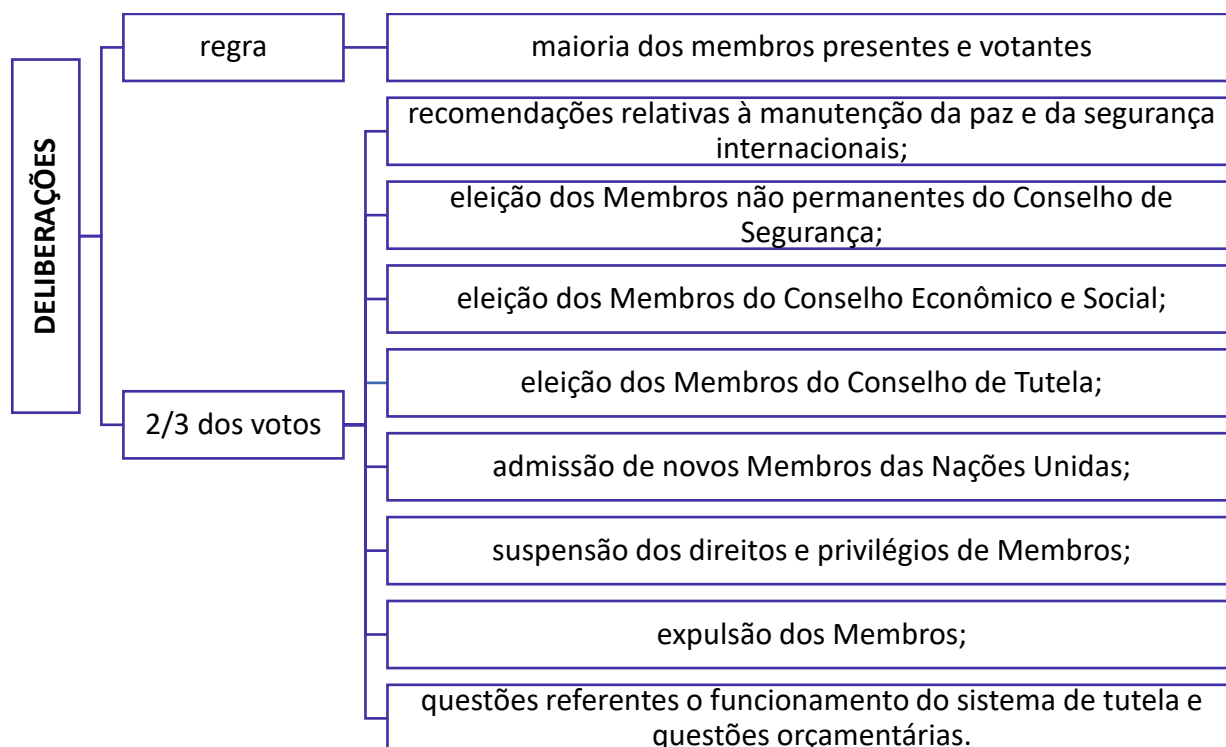 DELIBERAÇÕES
regra
maioria dos membros presentes e votantes
2/3 dos votos
recomendações relativas à manutenção da paz e da segurança
internacionais;
eleição dos Membros não permanentes do Conselho de
Segurança;
eleição dos Membros do Conselho Econômico e Social;
eleição dos Membros do Conselho de Tutela;
admissão de novos Membros das Nações Unidas;
suspensão dos direitos e privilégios de Membros;
expulsão dos Membros;
questões referentes o funcionamento do sistema de tutela e
questões orçamentárias.